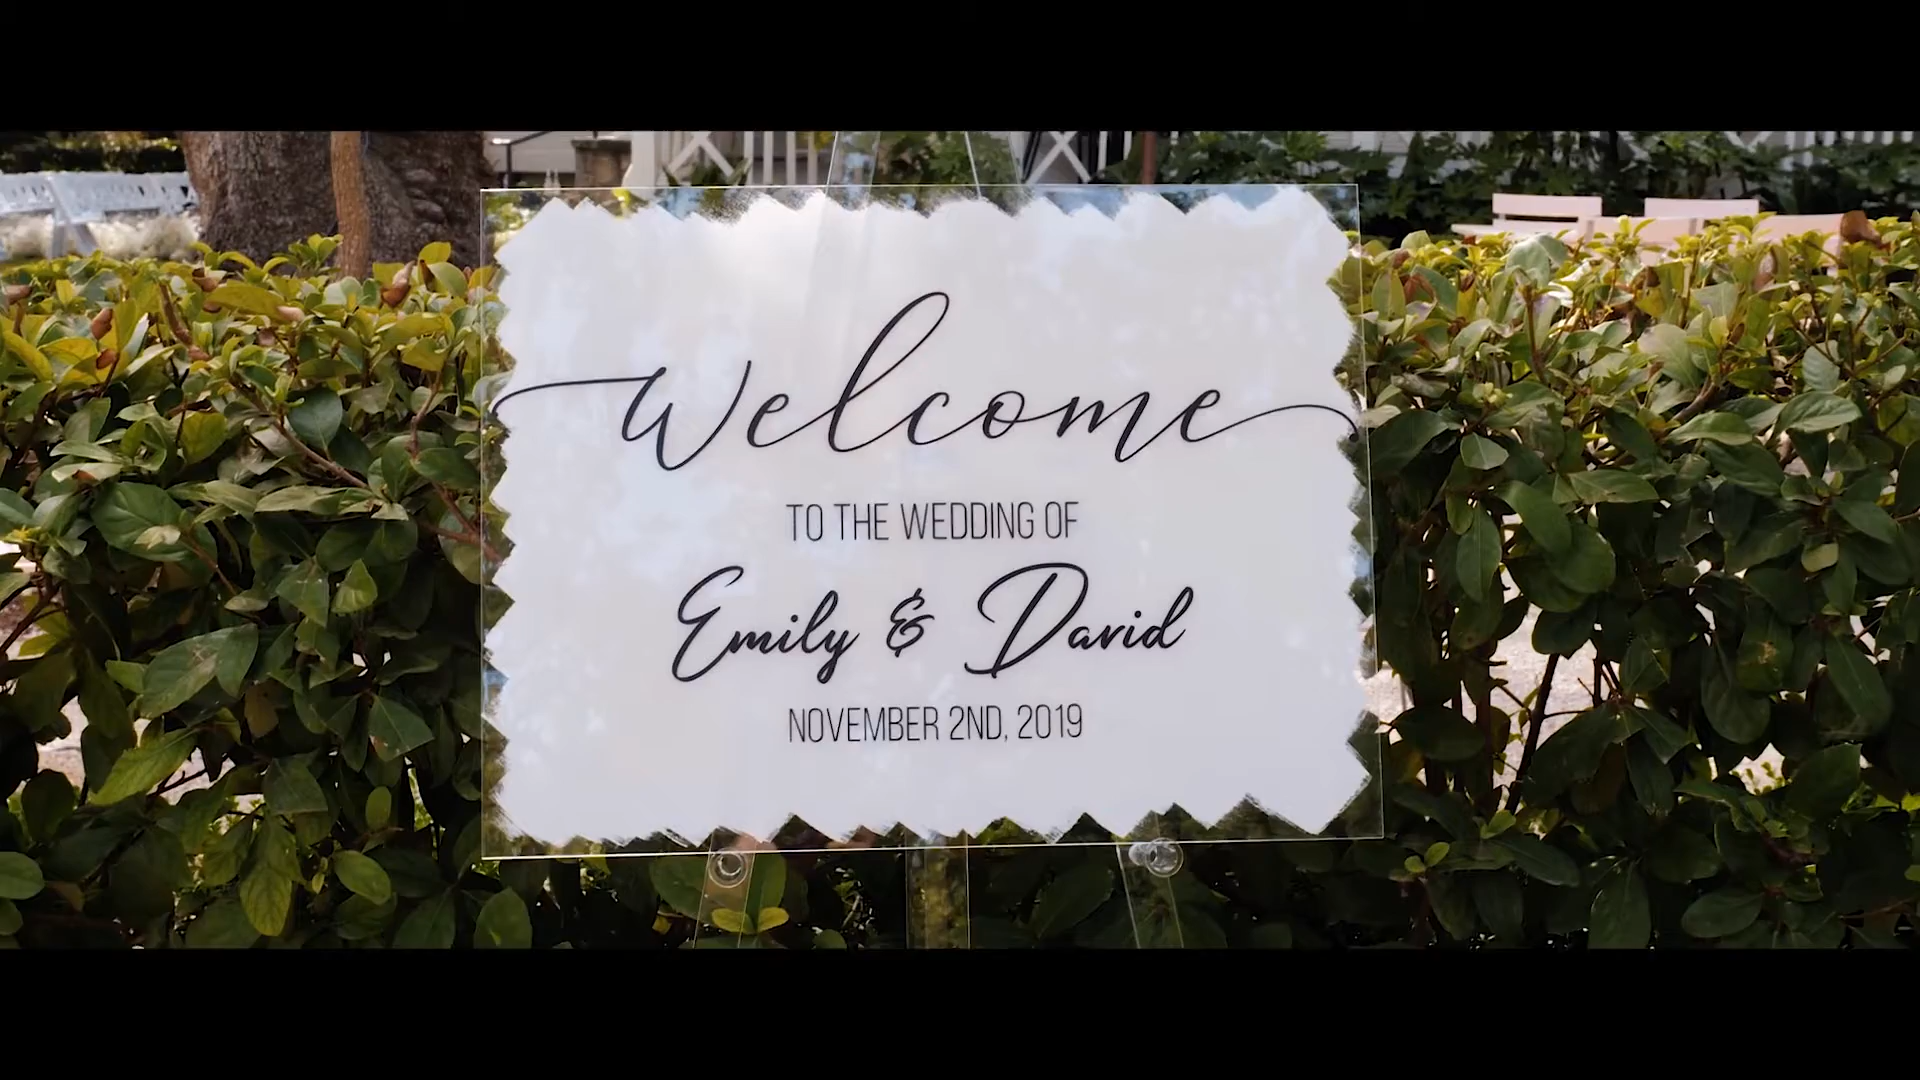 Welcome
TO THE WEDDING OF
Emily & David
NOVEMBER 2ND, 2019